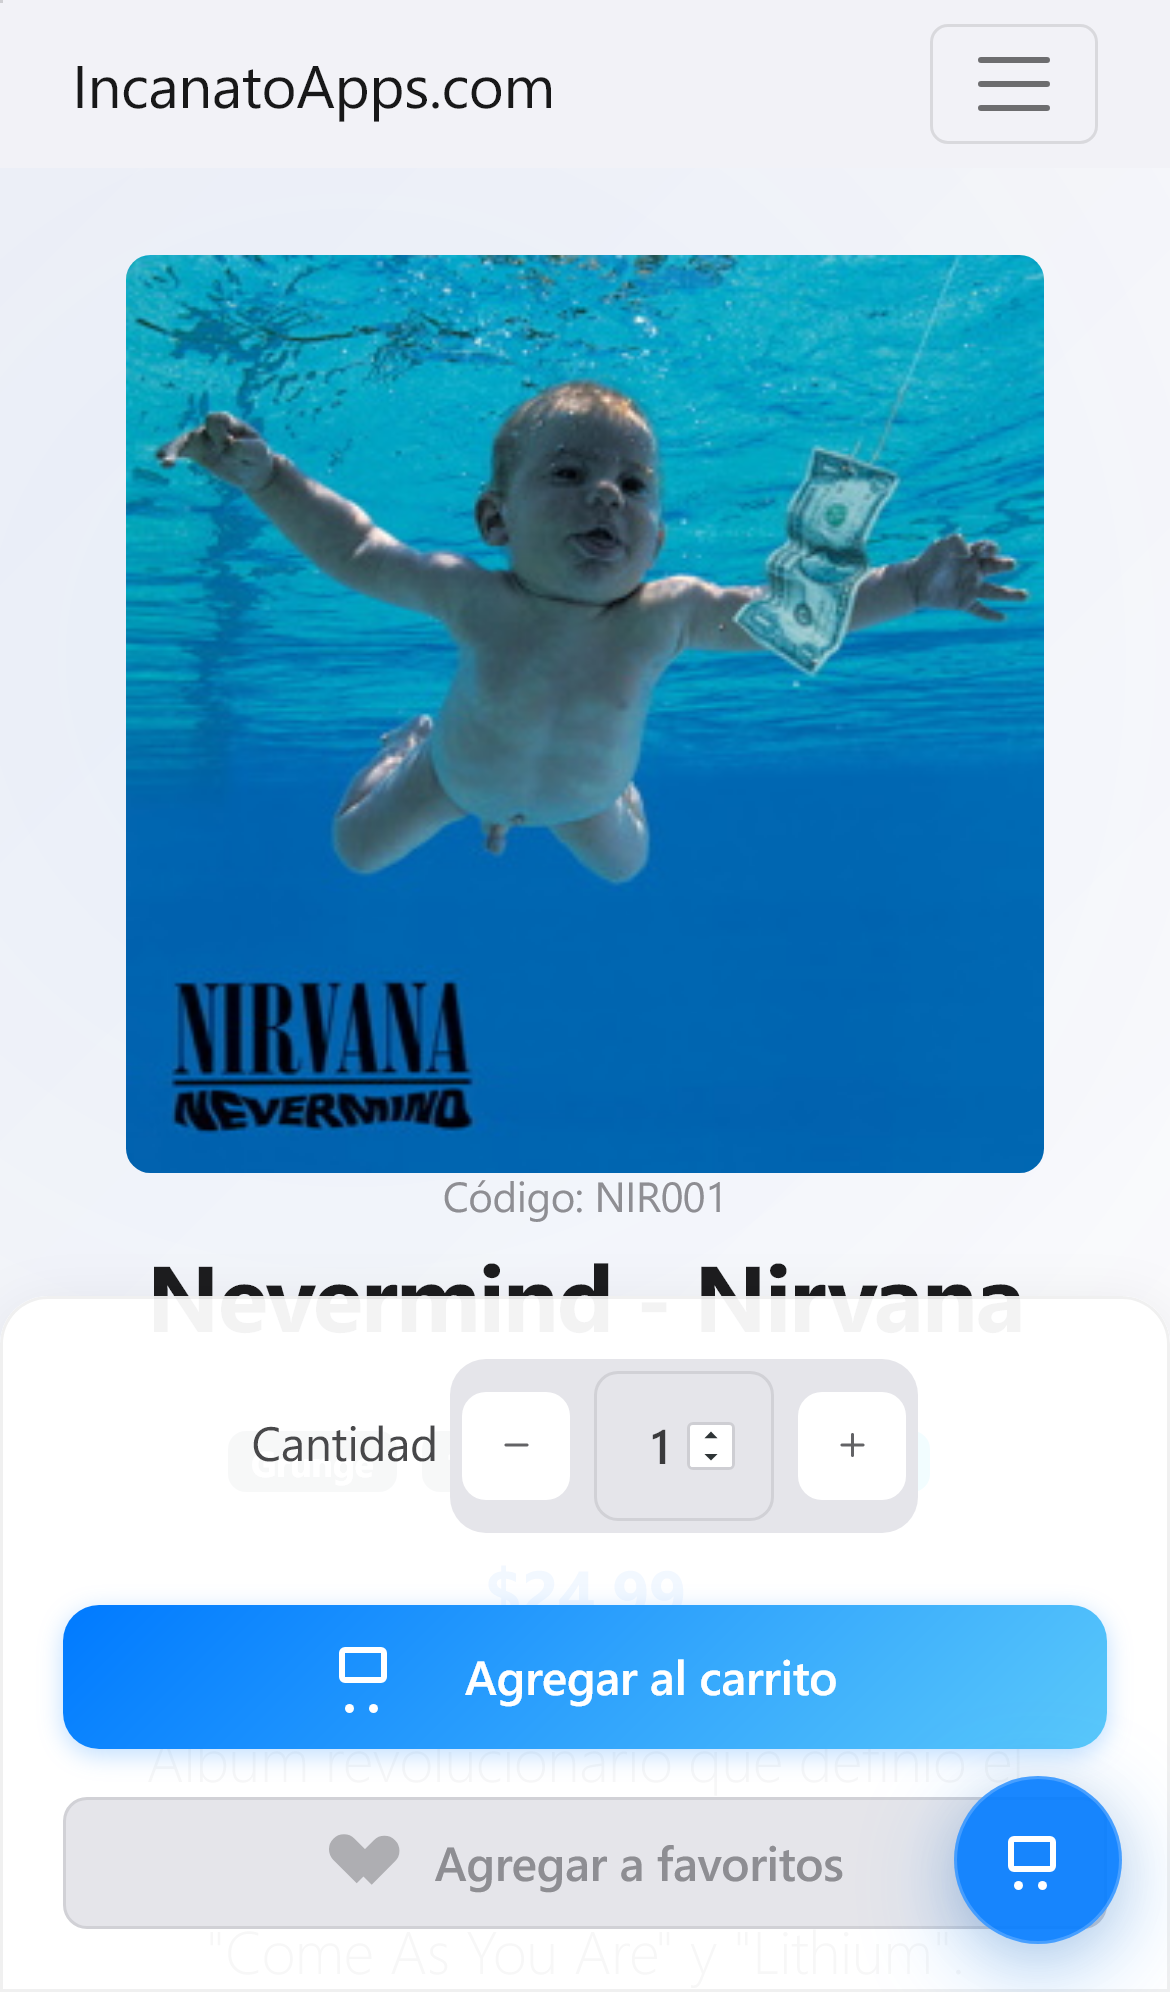 IncanatoApps.com
NIRVANA
NEVERMIND
Código: NIR001
Nevermind - Nirvana
Cantidad
Grunge
− 1 +
$24.99
Agregar al carrito
Álbum revolucionario que definió el
Agregar a favoritos
"Come As You Are" y "Lithium".